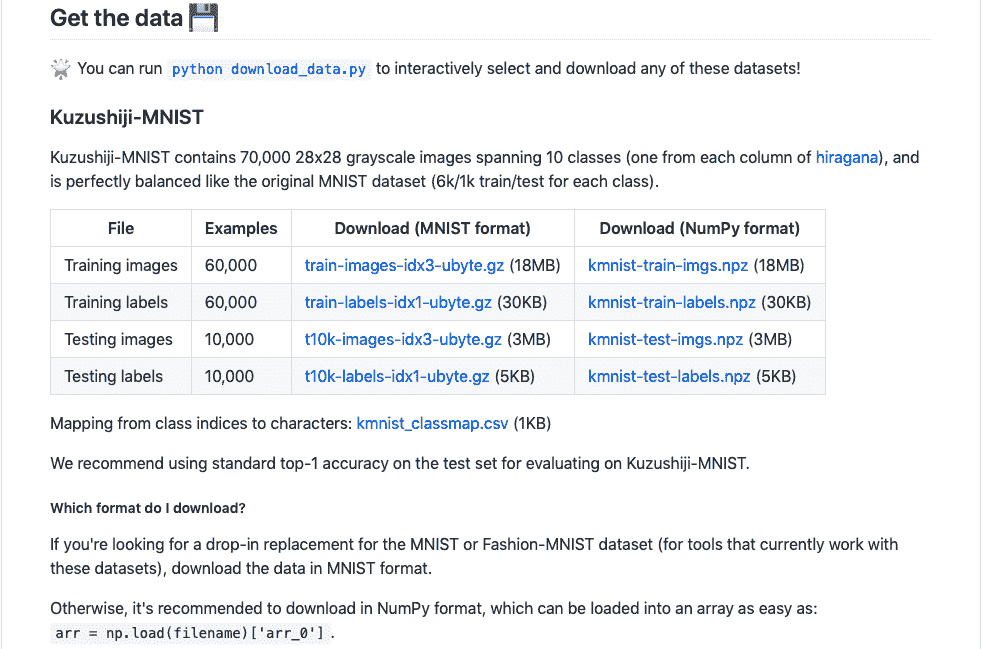 Get the data 💾
🌟 You can run python download_data.py to interactively select and download any of these datasets!
Kuzushiji-MNIST
Kuzushiji-MNIST contains 70,000 28x28 grayscale images spanning 10 classes (one from each column of hiragana), and
is perfectly balanced like the original MNIST dataset (6k/1k train/test for each class).
File Examples Download (MNIST format) Download (NumPy format)
Training images 60,000 train-images-idx3-ubyte.gz (18MB) kmnist-train-imgs.npz (18MB)
Training labels 60,000 train-labels-idx1-ubyte.gz (30KB) kmnist-train-labels.npz (30KB)
Testing images 10,000 t10k-images-idx3-ubyte.gz (3MB) kmnist-test-imgs.npz (3MB)
Testing labels 10,000 t10k-labels-idx1-ubyte.gz (5KB) kmnist-test-labels.npz (5KB)
Mapping from class indices to characters: kmnist_classmap.csv (1KB)
We recommend using standard top-1 accuracy on the test set for evaluating on Kuzushiji-MNIST.
Which format do I download?
If you're looking for a drop-in replacement for the MNIST or Fashion-MNIST dataset (for tools that currently work with
these datasets), download the data in MNIST format.
Otherwise, it's recommended to download in NumPy format, which can be loaded into an array as easy as:
arr = np.load(filename)['arr_0'].